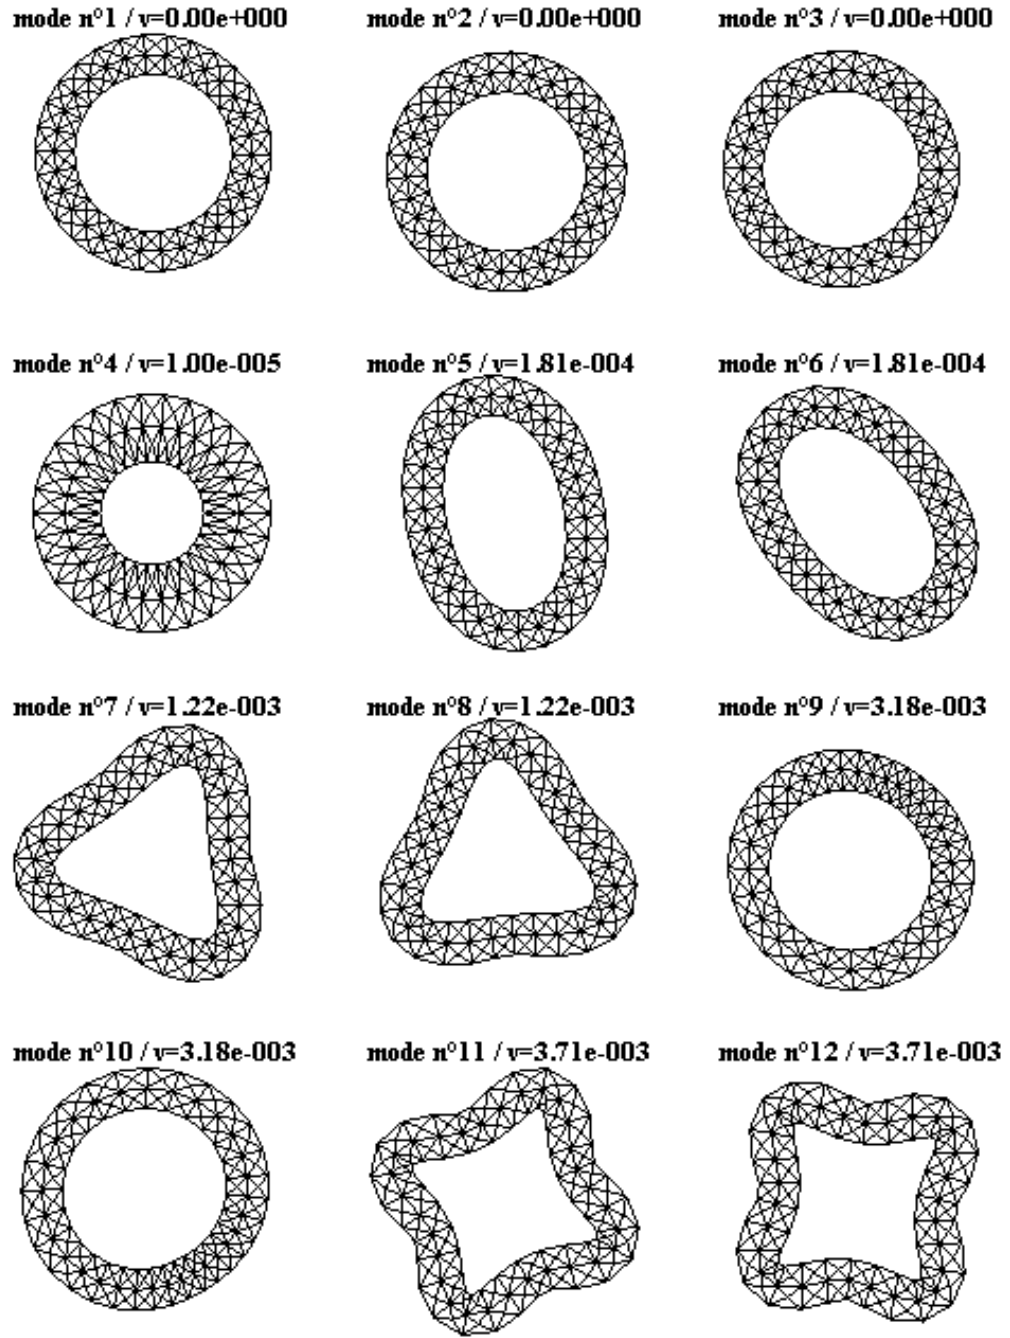 mode n°1 / v=0.00e+000
mode n°2 / v=0.00e+000
mode n°3 / v=0.00e+000
mode n°4 / v=1.00e-005
mode n°5 / v=1.81e-004
mode n°6 / v=1.81e-004
mode n°7 / v=1.22e-003
mode n°8 / v=1.22e-003
mode n°9 / v=3.18e-003
mode n°10 / v=3.18e-003
mode n°11 / v=3.71e-003
mode n°12 / v=3.71e-003